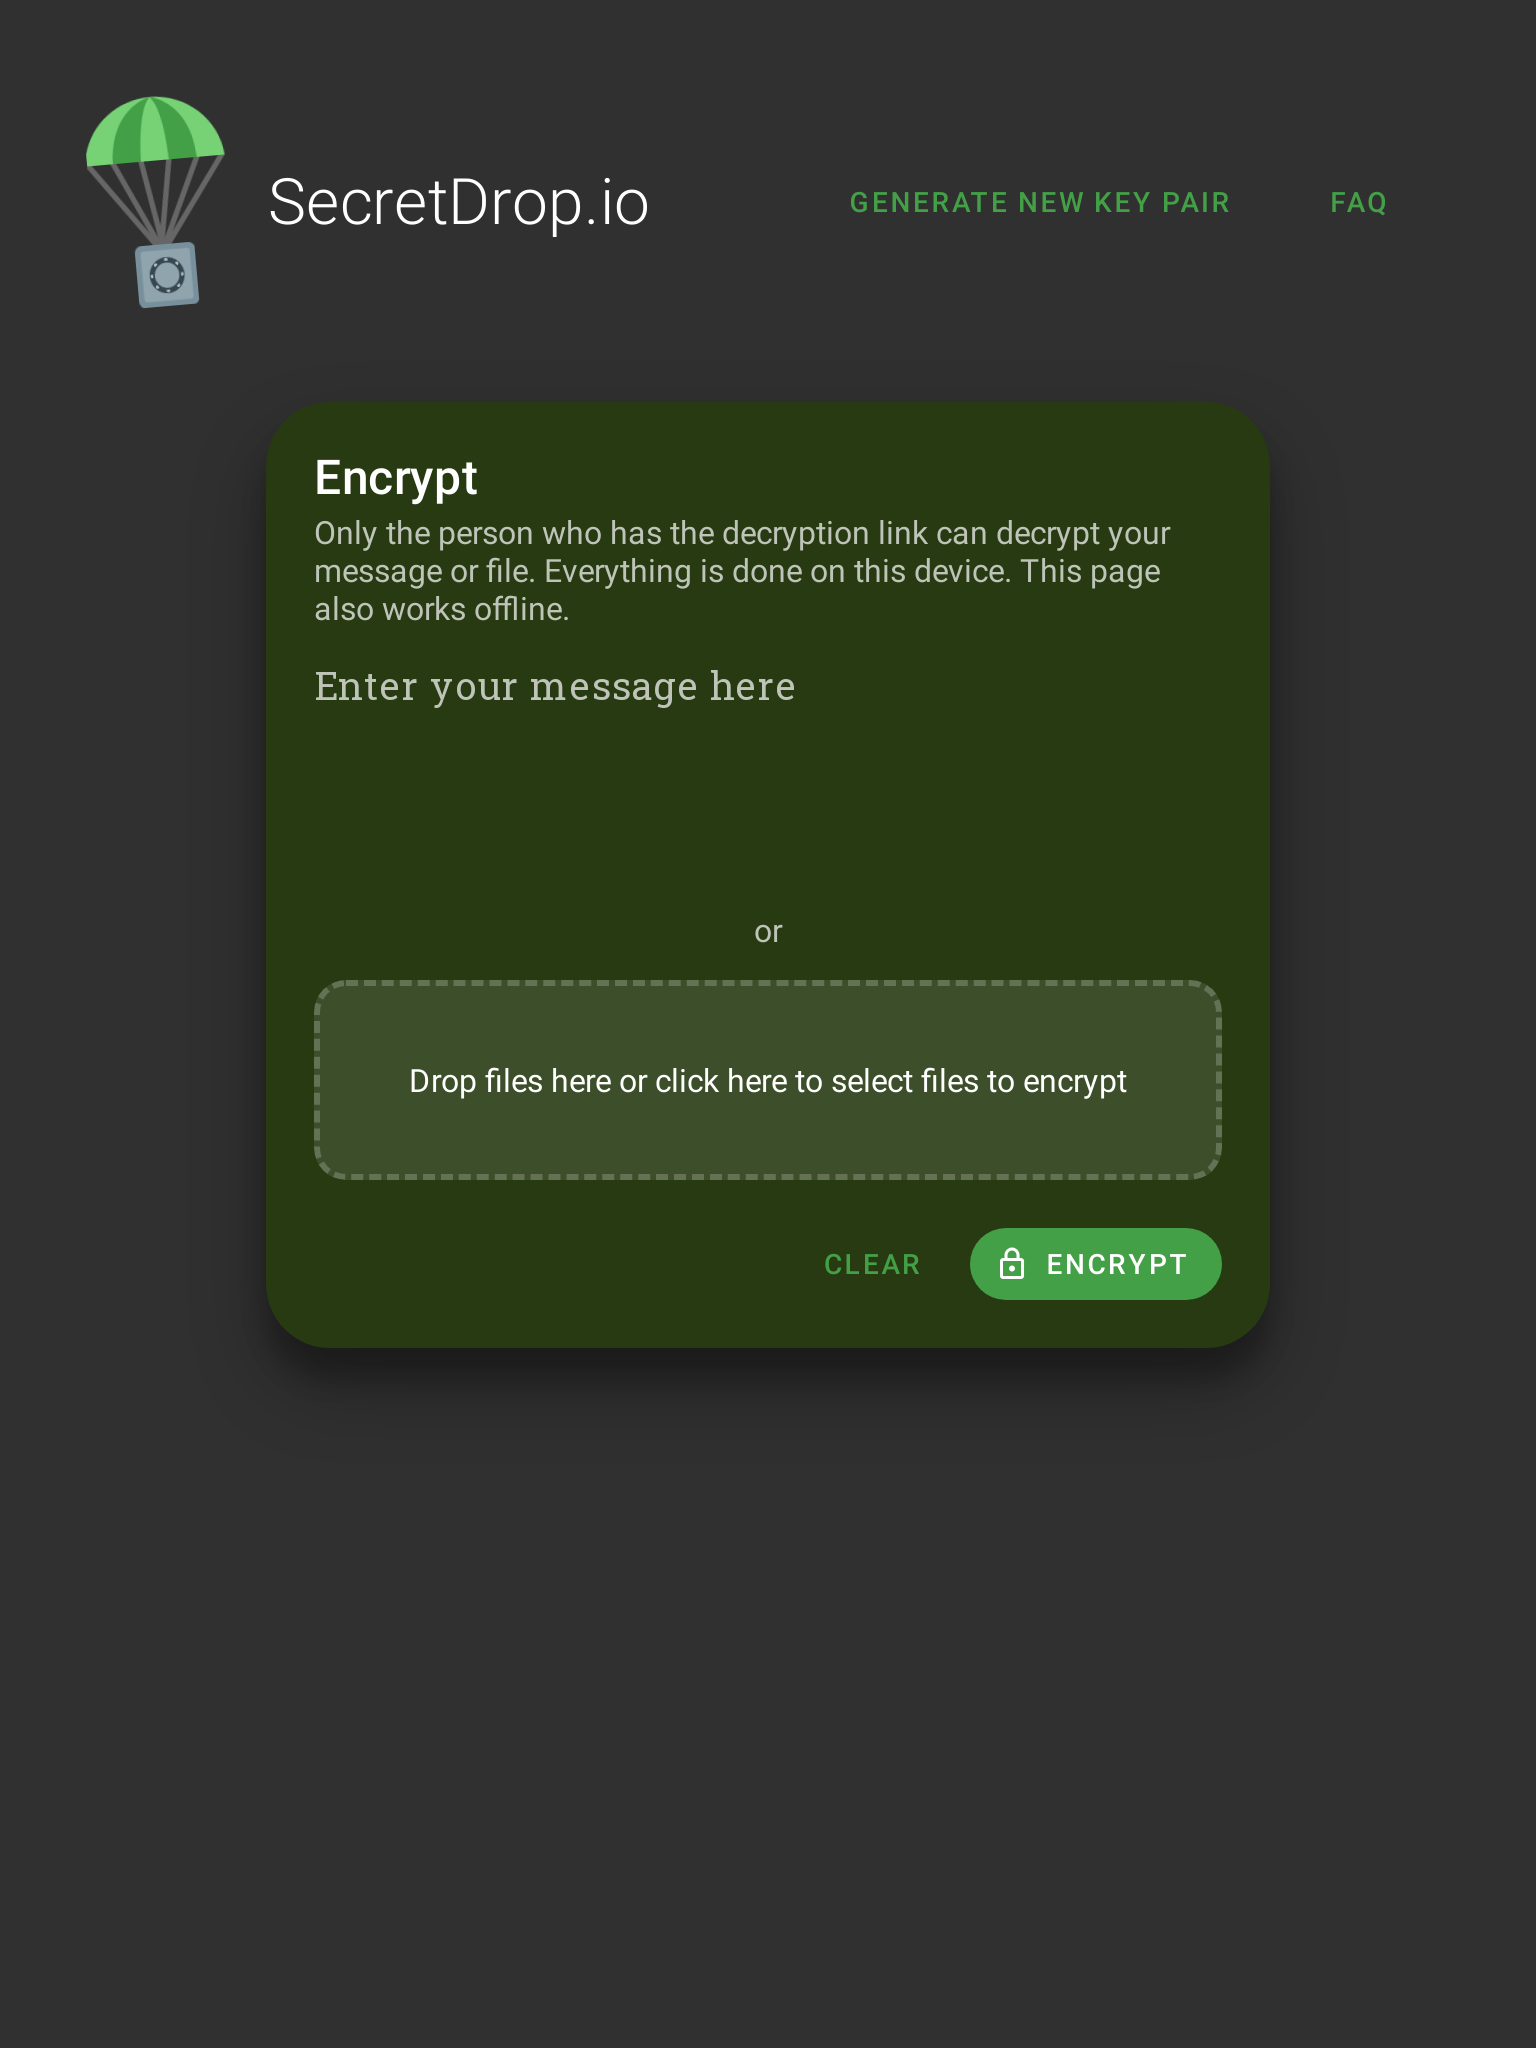 SecretDrop.io
GENERATE NEW KEY PAIR
FAQ
Encrypt
Only the person who has the decryption link can decrypt your
message or file. Everything is done on this device. This page
also works offline.
Enter your message here
or
Drop files here or click here to select files to encrypt
CLEAR
ENCRYPT